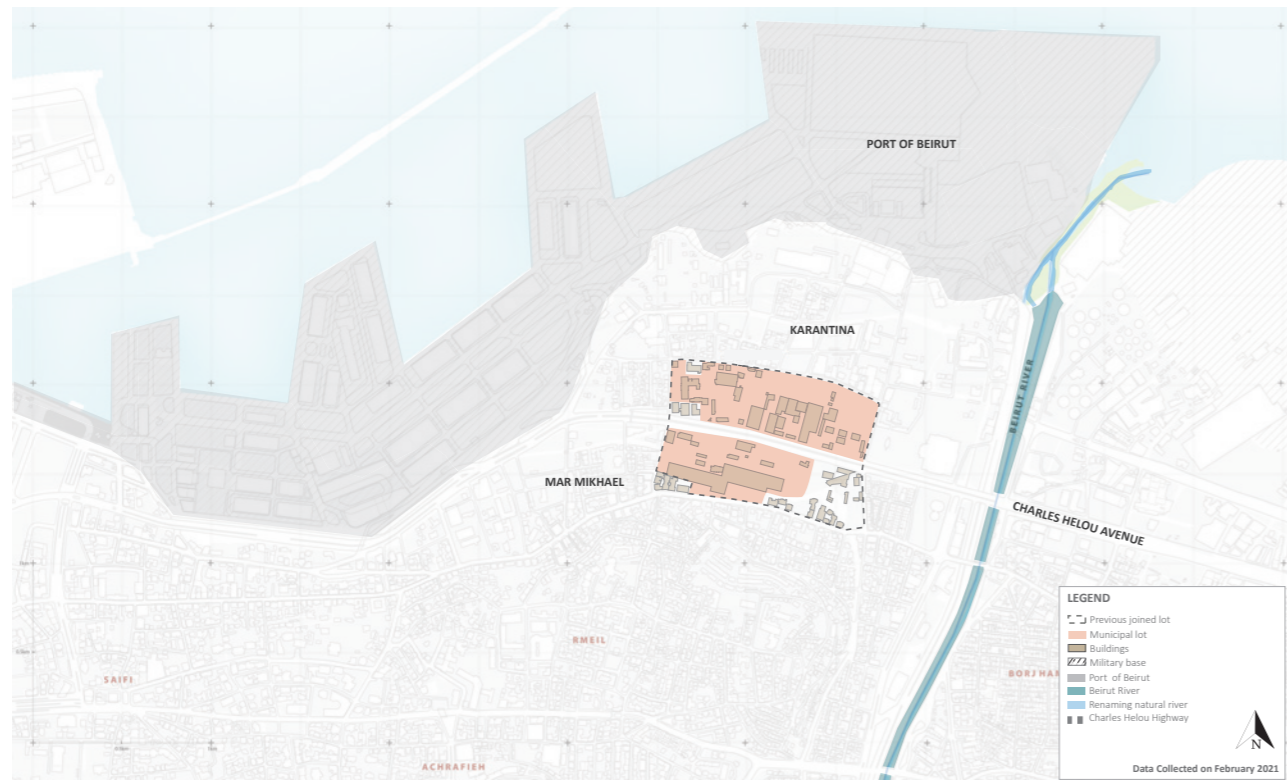 PORT OF BEIRUT
KARANTINA
BEIRUT RIVER
MAR MIKHAEL
CHARLES HELOU AVENUE
RMEIL
SAIFI
BORJ HAM
ACHRAFIEH
LEGEND
Previous joined lot
Municipal lot
Buildings
Military base
Port of Beirut
Beirut River
Renaming natural river
Charles Helou Highway
N
Data Collected on February 2021